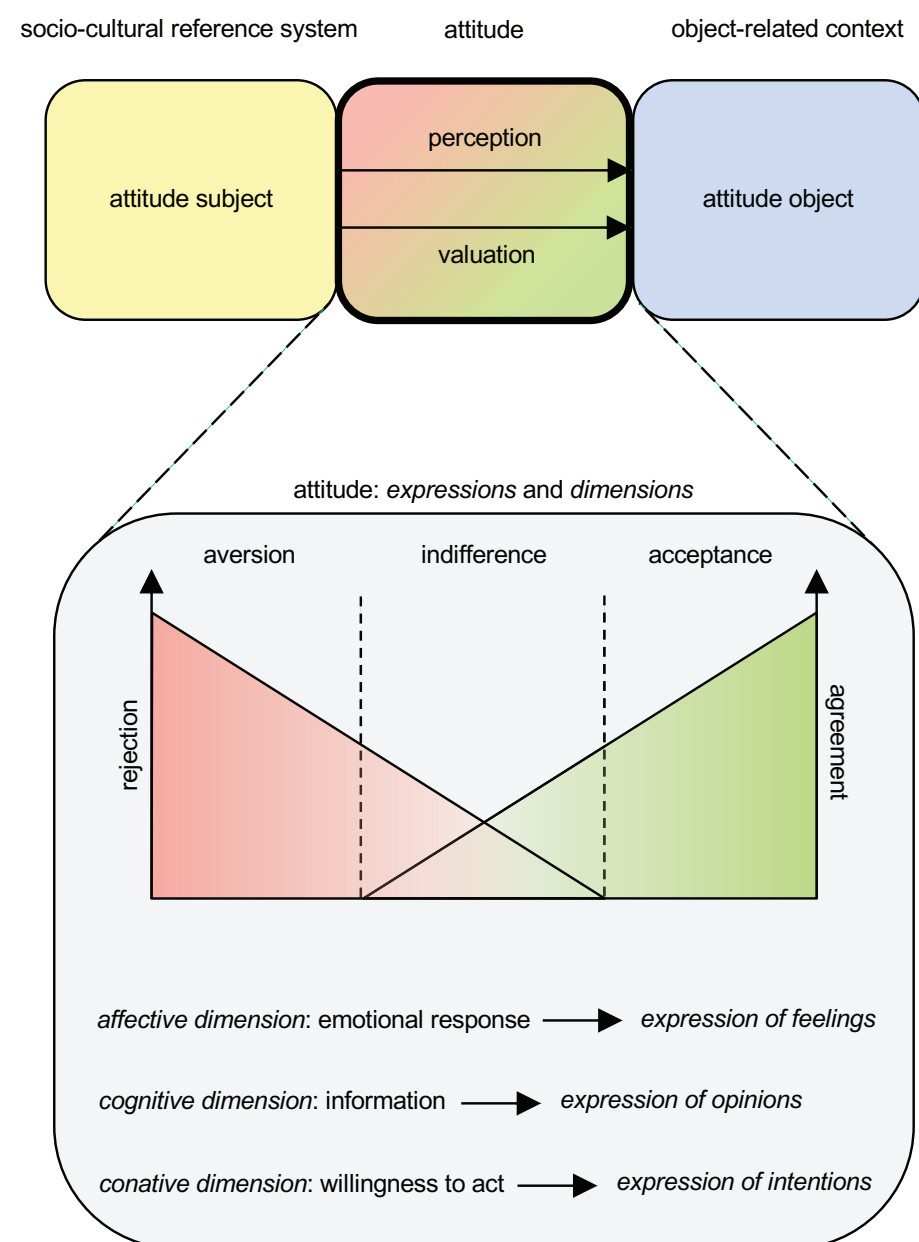 socio-cultural reference system
attitude
object-related context
attitude subject
perception
valuation
attitude object
attitude: expressions and dimensions
aversion
indifference
acceptance
rejection
agreement
affective dimension: emotional response
expression of feelings
cognitive dimension: information
expression of opinions
conative dimension: willingness to act
expression of intentions